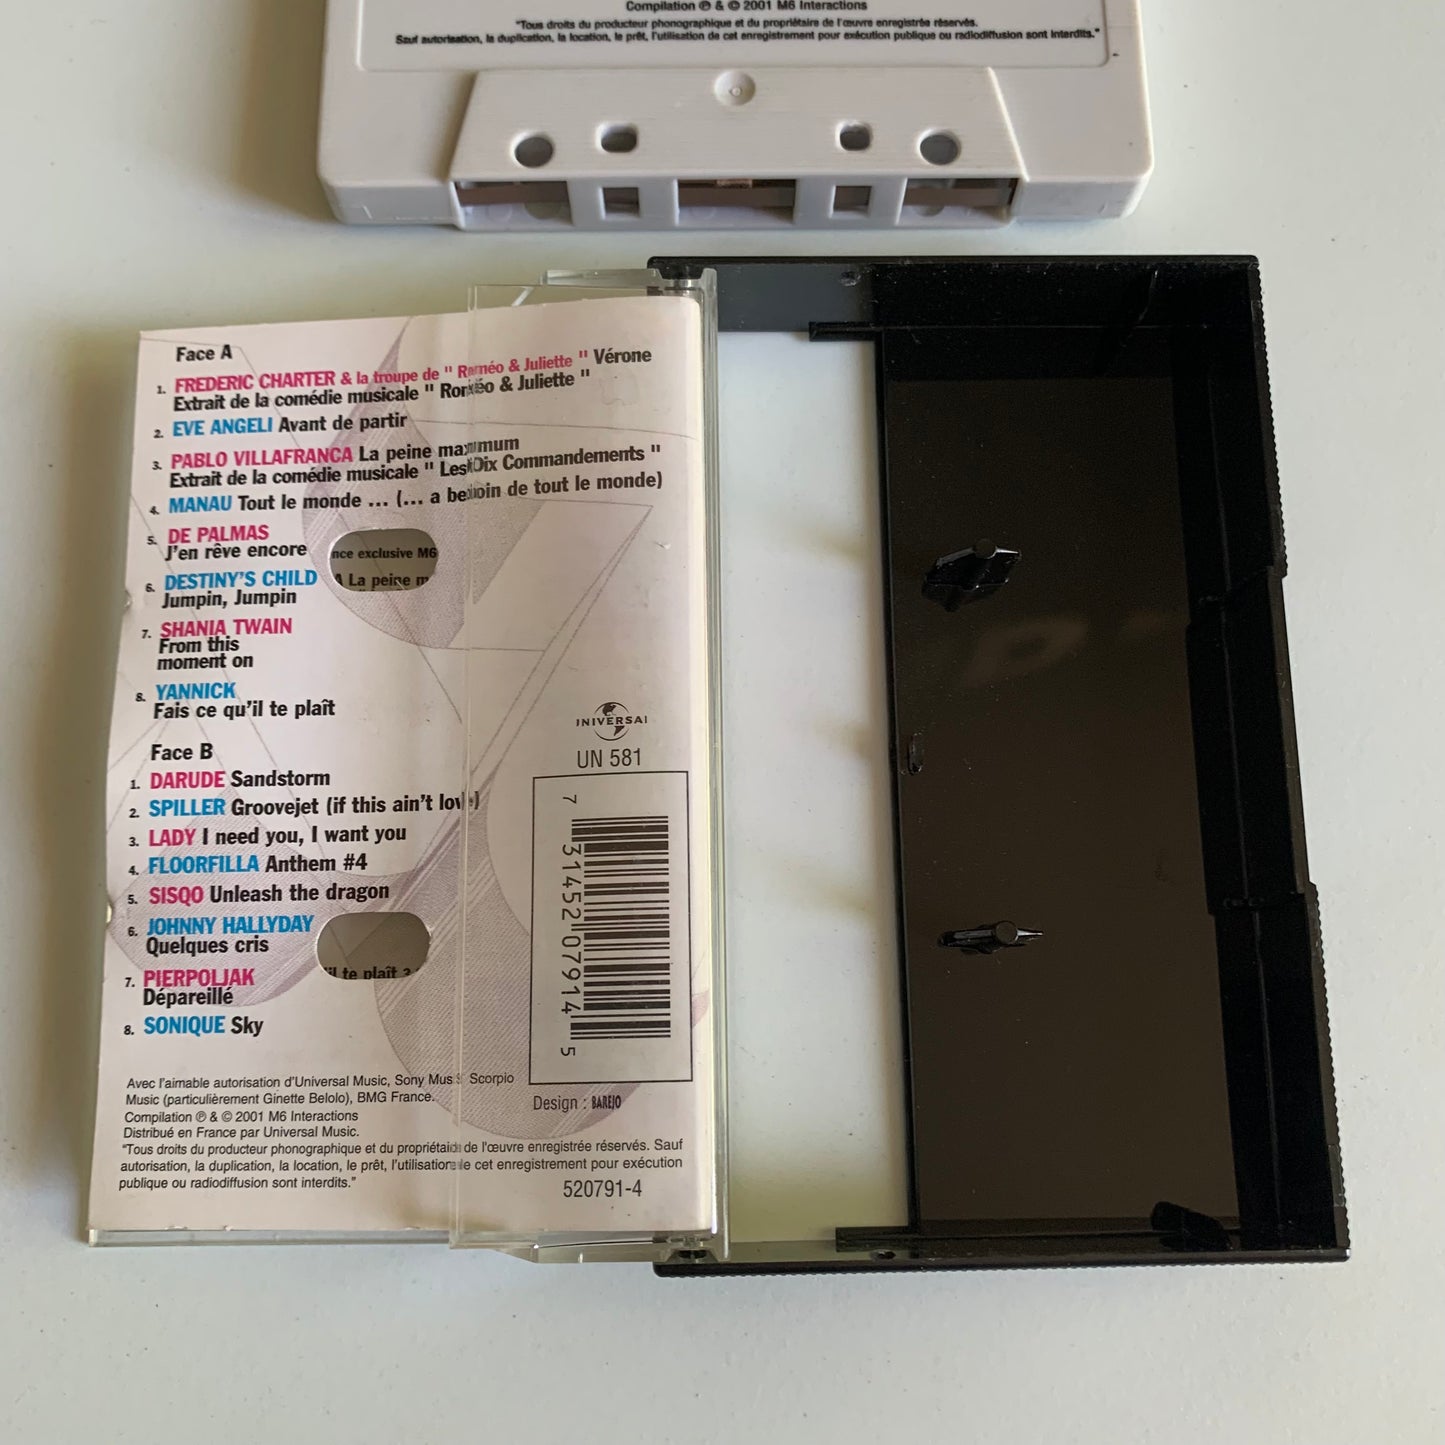 Compilation ℗ & © 2001 M6 Interactions
"Tous droits du producteur phonographique et du propriétaire de l'œuvre enregistrée réservés.
Sauf autorisation, la duplication, la location, le prêt, l'utilisation de cet enregistrement pour exécution publique ou radiodiffusion sont interdits."
Face A
1. FREDERIC CHARTER & la troupe de " Roméo & Juliette " Vérone
Extrait de la comédie musicale " Roméo & Juliette "
2. EVE ANGELI Avant de partir
3. PABLO VILLAFRANCA La peine maximum
Extrait de la comédie musicale " Les Dix Commandements "
4. MANAU Tout le monde ... (... a besoin de tout le monde)
5. DE PALMAS
J'en rêve encore
nce exclusive M6
A La peine m
6. DESTINY'S CHILD
Jumpin, Jumpin
7. SHANIA TWAIN
From this
moment on
8. YANNICK
Fais ce qu'il te plaît
Face B
1. DARUDE Sandstorm
2. SPILLER Groovejet (if this ain't love)
3. LADY I need you, I want you
4. FLOORFILLA Anthem #4
5. SISQO Unleash the dragon
6. JOHNNY HALLYDAY
Quelques cris
'il te plaît
7. PIERPOLJAK
Dépareillé
8. SONIQUE Sky
UNIVERSAL
UN 581
7 31452 07914 5
Design : BAREJO
Avec l'aimable autorisation d'Universal Music, Sony Music Scorpio
Music (particulièrement Ginette Belolo), BMG France.
Compilation ℗ & © 2001 M6 Interactions
Distribué en France par Universal Music.
"Tous droits du producteur phonographique et du propriétaire de l'œuvre enregistrée réservés. Sauf
autorisation, la duplication, la location, le prêt, l'utilisation de cet enregistrement pour exécution
publique ou radiodiffusion sont interdits."
520791-4